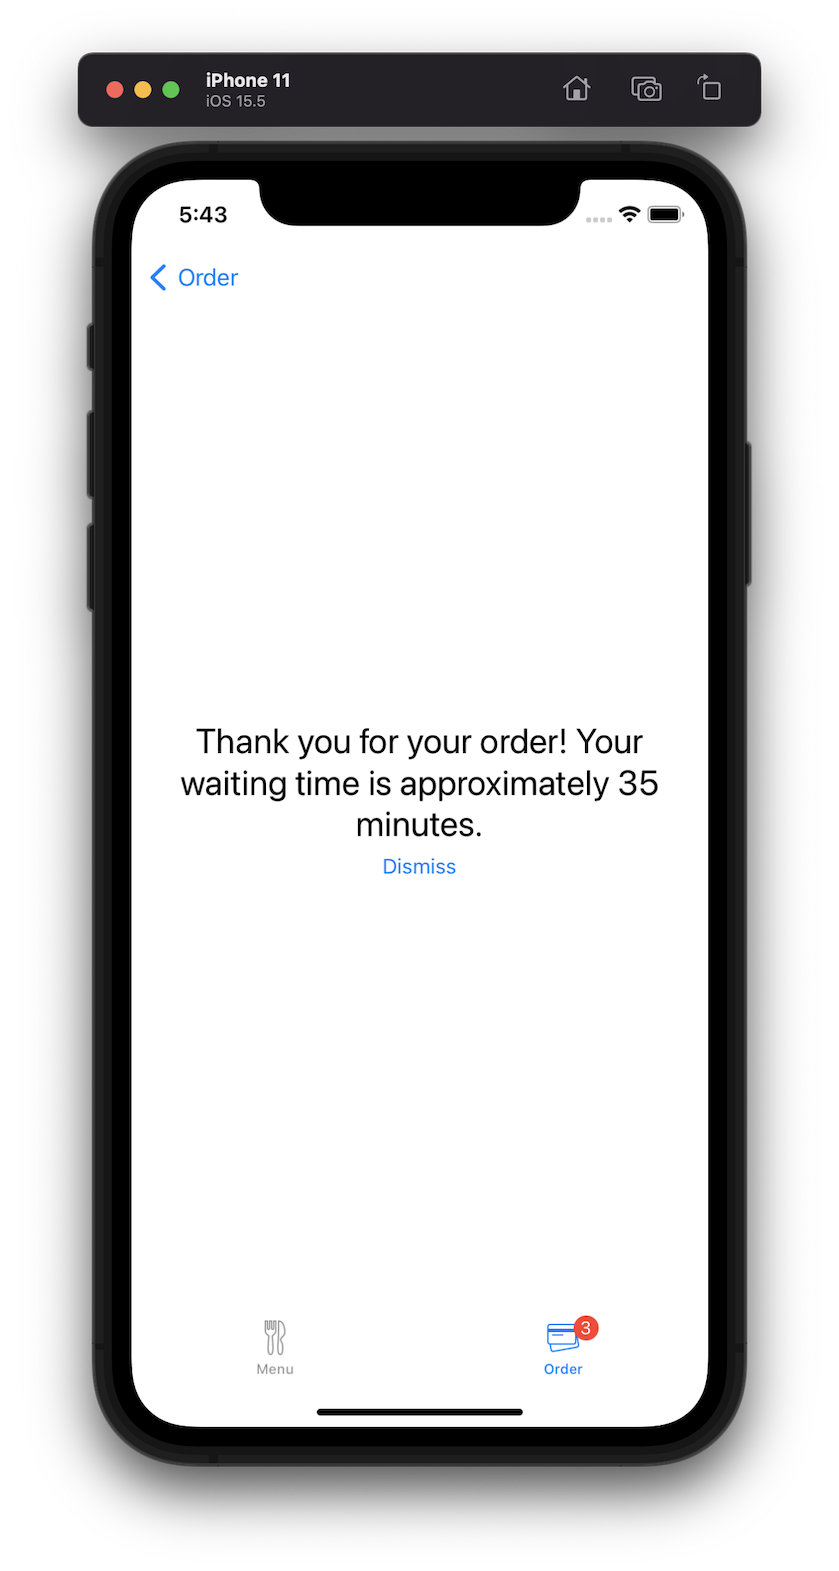 iPhone 11
iOS 15.5
5:43
Order
Thank you for your order! Your
waiting time is approximately 35
minutes.
Dismiss
3
Menu
Order